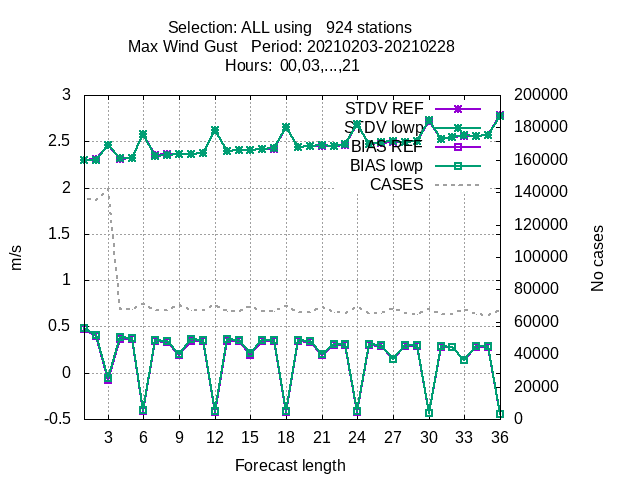 Selection: ALL using   924 stations
Max Wind Gust   Period: 20210203-20210228
Hours:  00,03,...,21
3
2.5
2
1.5
1
0.5
0
-0.5
200000
180000
160000
140000
120000
100000
80000
60000
40000
20000
0
STDV REF
STDV lowp
BIAS REF
BIAS lowp
CASES
m/s
No cases
3 6 9 12 15 18 21 24 27 30 33 36
Forecast length